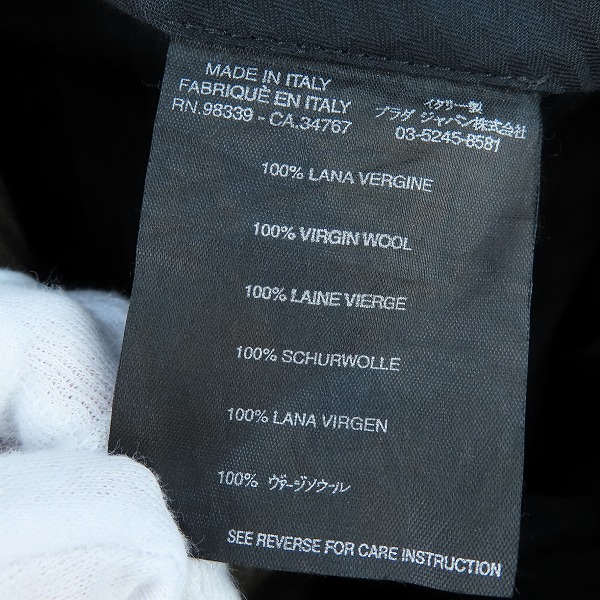 MADE IN ITALY
FABRIQUÈ EN ITALY
RN.98339 - CA.34767
イタリー製
プラダ ジャパン株式会社
03-5245-8581
100% LANA VERGINE
100% VIRGIN WOOL
100% LAINE VIERGE
100% SCHURWOLLE
100% LANA VIRGEN
100% ヴァージンウール
SEE REVERSE FOR CARE INSTRUCTION